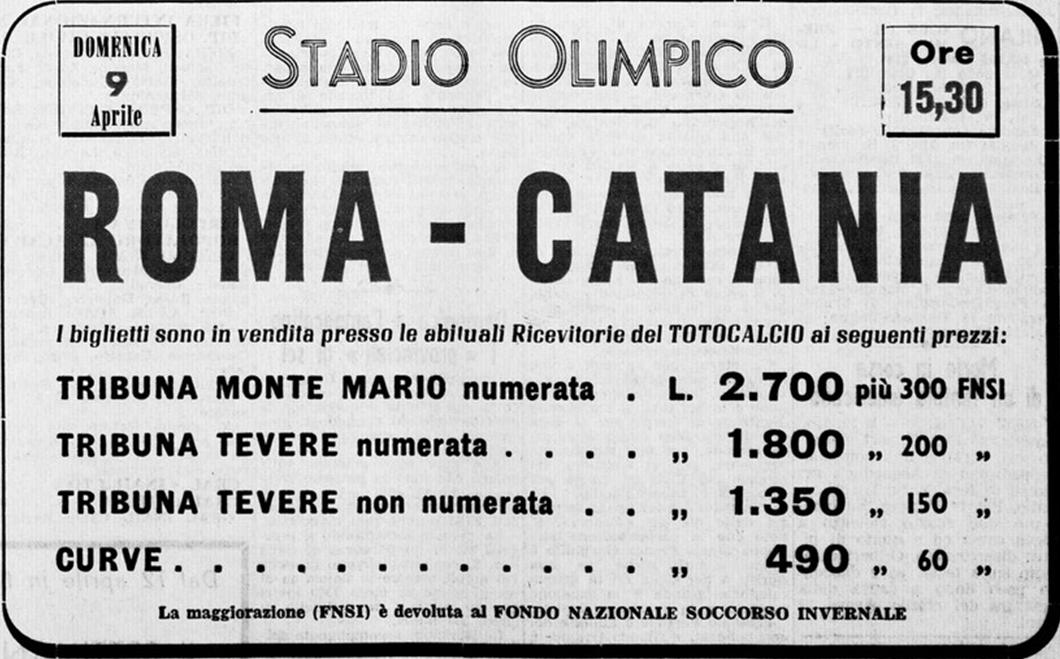 DOMENICA
9
Aprile
STADIO OLIMPICO
Ore
15,30
ROMA - CATANIA
I biglietti sono in vendita presso le abituali Ricevitorie del TOTOCALCIO ai seguenti prezzi:
TRIBUNA MONTE MARIO numerata . L. 2.700 più 300 FNSI
TRIBUNA TEVERE numerata . . . . „ 1.800 „ 200 „
TRIBUNA TEVERE non numerata . . „ 1.350 „ 150 „
CURVE . . . . . . . . . . . . . „ 490 „ 60 „
La maggiorazione (FNSI) è devoluta al FONDO NAZIONALE SOCCORSO INVERNALE